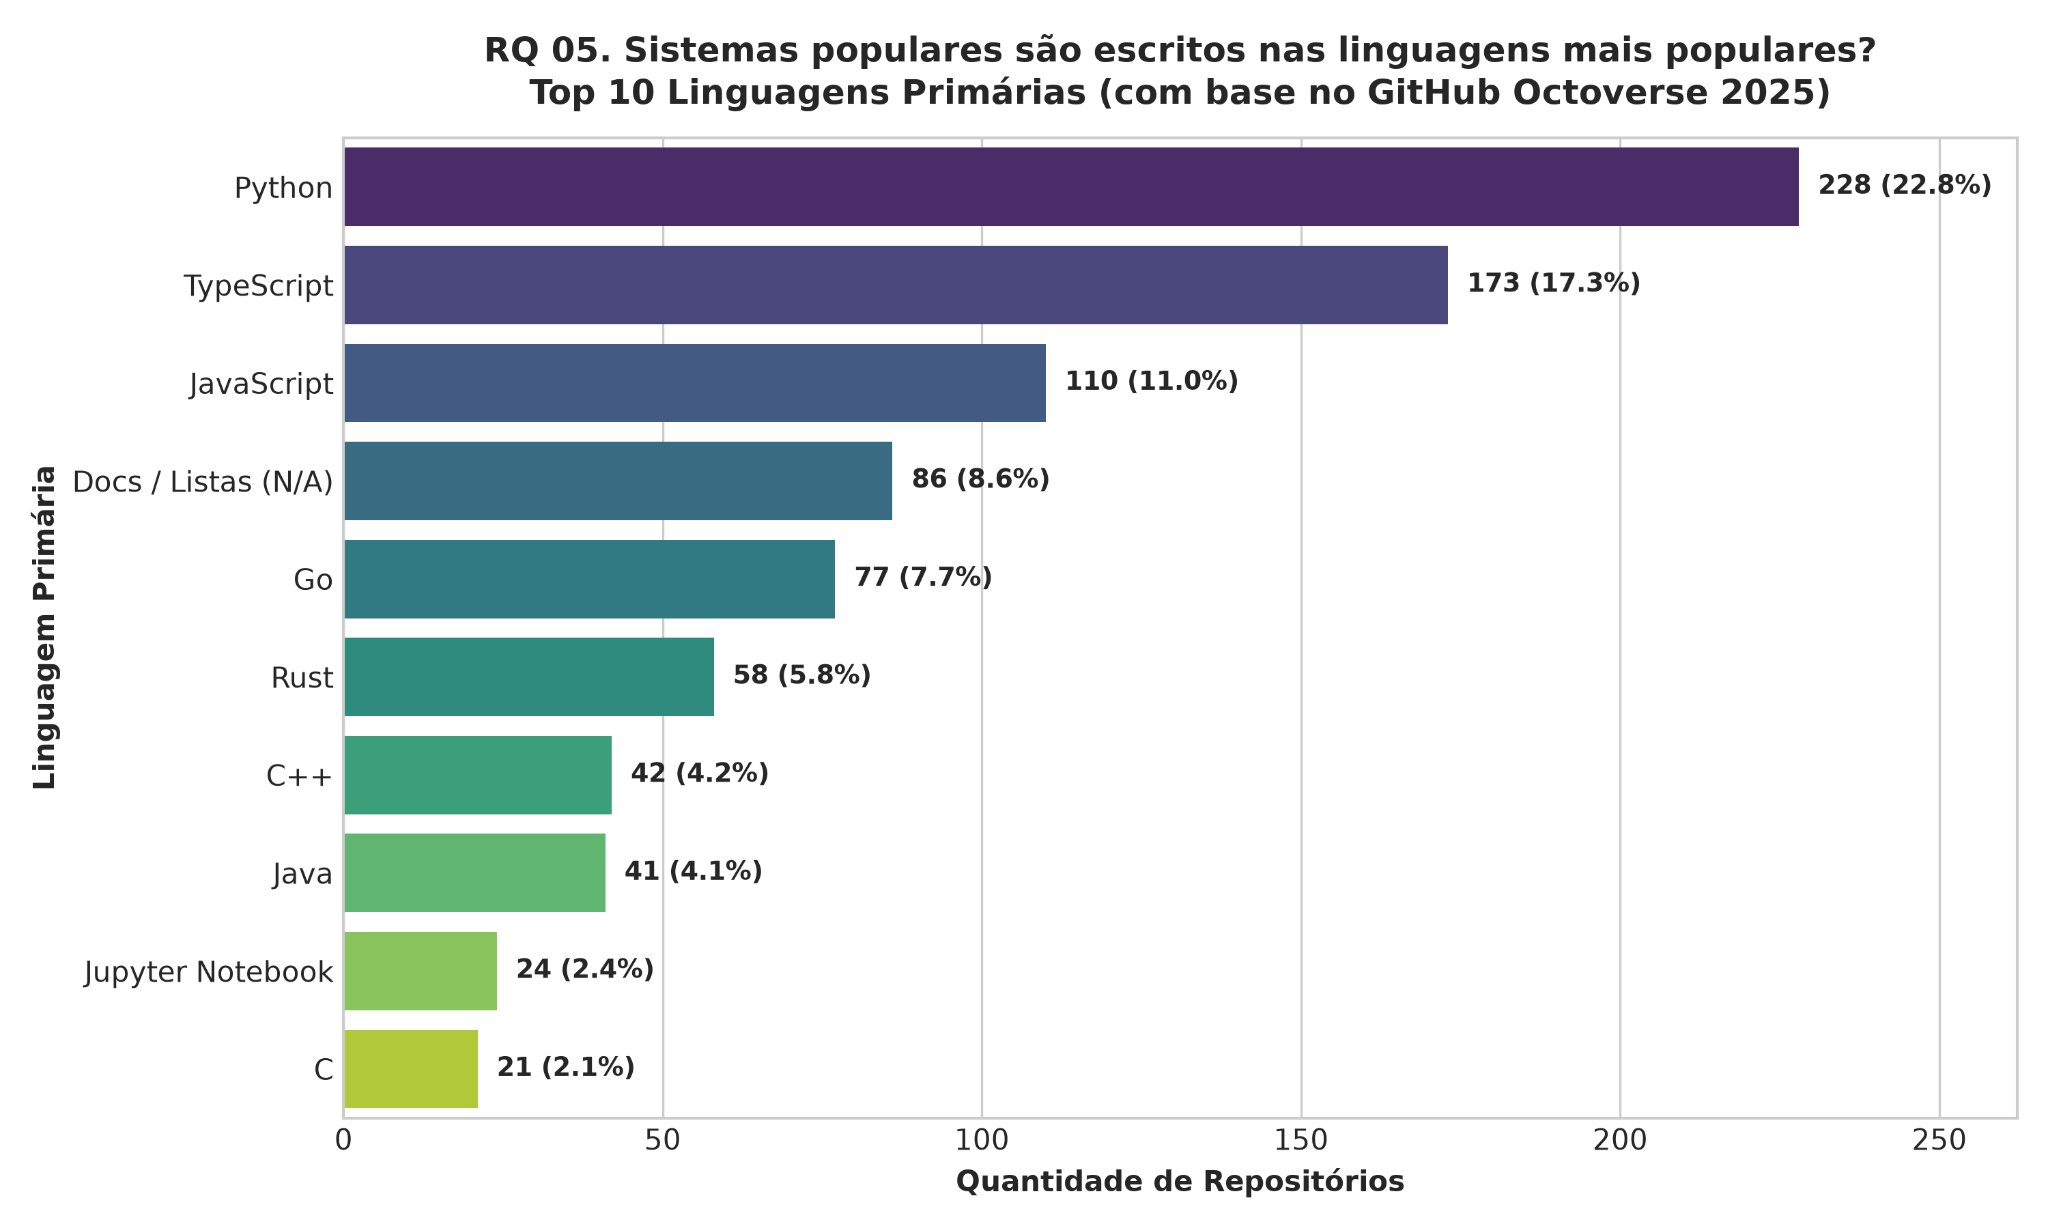 RQ 05. Sistemas populares são escritos nas linguagens mais populares?
Top 10 Linguagens Primárias (com base no GitHub Octoverse 2025)
Linguagem Primária
Python
228 (22.8%)
TypeScript
173 (17.3%)
JavaScript
110 (11.0%)
Docs / Listas (N/A)
86 (8.6%)
Go
77 (7.7%)
Rust
58 (5.8%)
C++
42 (4.2%)
Java
41 (4.1%)
Jupyter Notebook
24 (2.4%)
C
21 (2.1%)
0 50 100 150 200 250
Quantidade de Repositórios